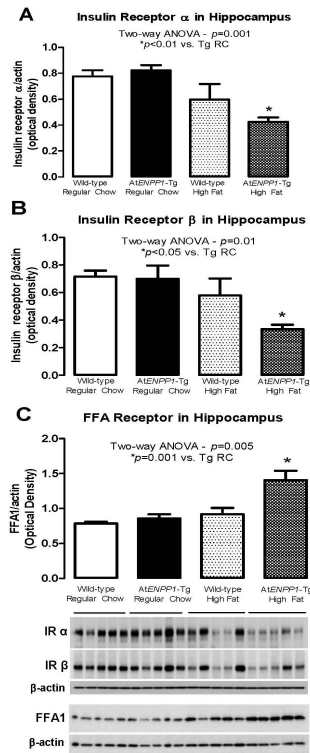 A
Insulin Receptor α in Hippocampus
Two-way ANOVA - p=0.001
*p<0.01 vs. Tg RC
Insulin receptor α/actin
(optical density)
1.0
0.8
0.6
0.4
0.2
0.0
*
Wild-type
Regular Chow
AtENPP1-Tg
Regular Chow
Wild-type
High Fat
AtENPP1-Tg
High Fat
B
Insulin Receptor β in Hippocampus
Two-way ANOVA - p=0.01
*p<0.05 vs. Tg RC
Insulin receptor β/actin
(optical density)
1.0
0.8
0.6
0.4
0.2
0.0
*
Wild-type
Regular Chow
AtENPP1-Tg
Regular Chow
Wild-type
High Fat
AtENPP1-Tg
High Fat
C
FFA Receptor in Hippocampus
Two-way ANOVA - p=0.005
*p=0.001 vs. Tg RC
FFA1/actin
(Optical Density)
2.0
1.5
1.0
0.5
0.0
*
Wild-type
Regular Chow
AtENPP1-Tg
Regular Chow
Wild-type
High Fat
AtENPP1-Tg
High Fat
IR α
IR β
β-actin
FFA1
β-actin